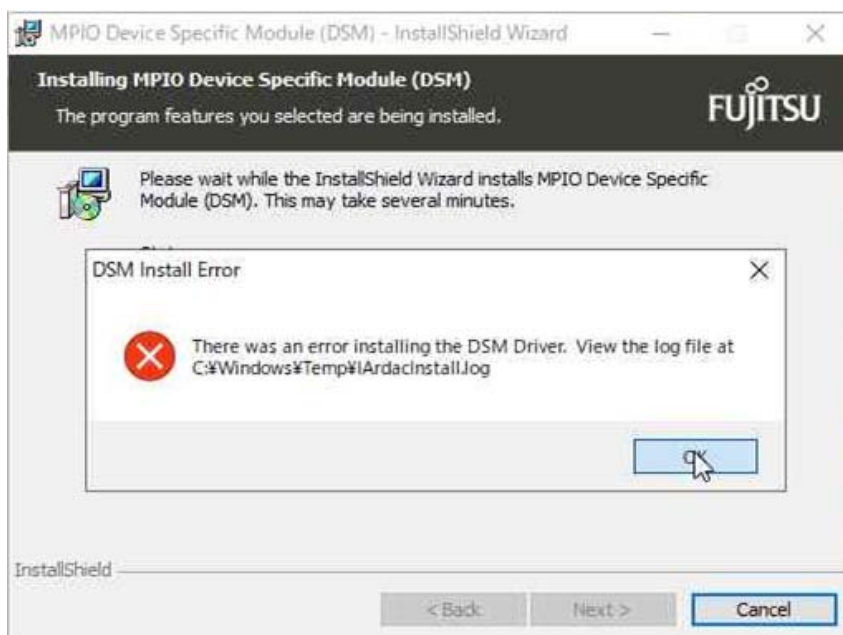 MPIO Device Specific Module (DSM) - InstallShield Wizard
Installing MPIO Device Specific Module (DSM)
The program features you selected are being installed.
FUJITSU
Please wait while the InstallShield Wizard installs MPIO Device Specific
Module (DSM). This may take several minutes.
DSM Install Error
There was an error installing the DSM Driver. View the log file at
C:¥Windows¥Temp¥IArdacInstall.log
OK
InstallShield
< Back
Next >
Cancel